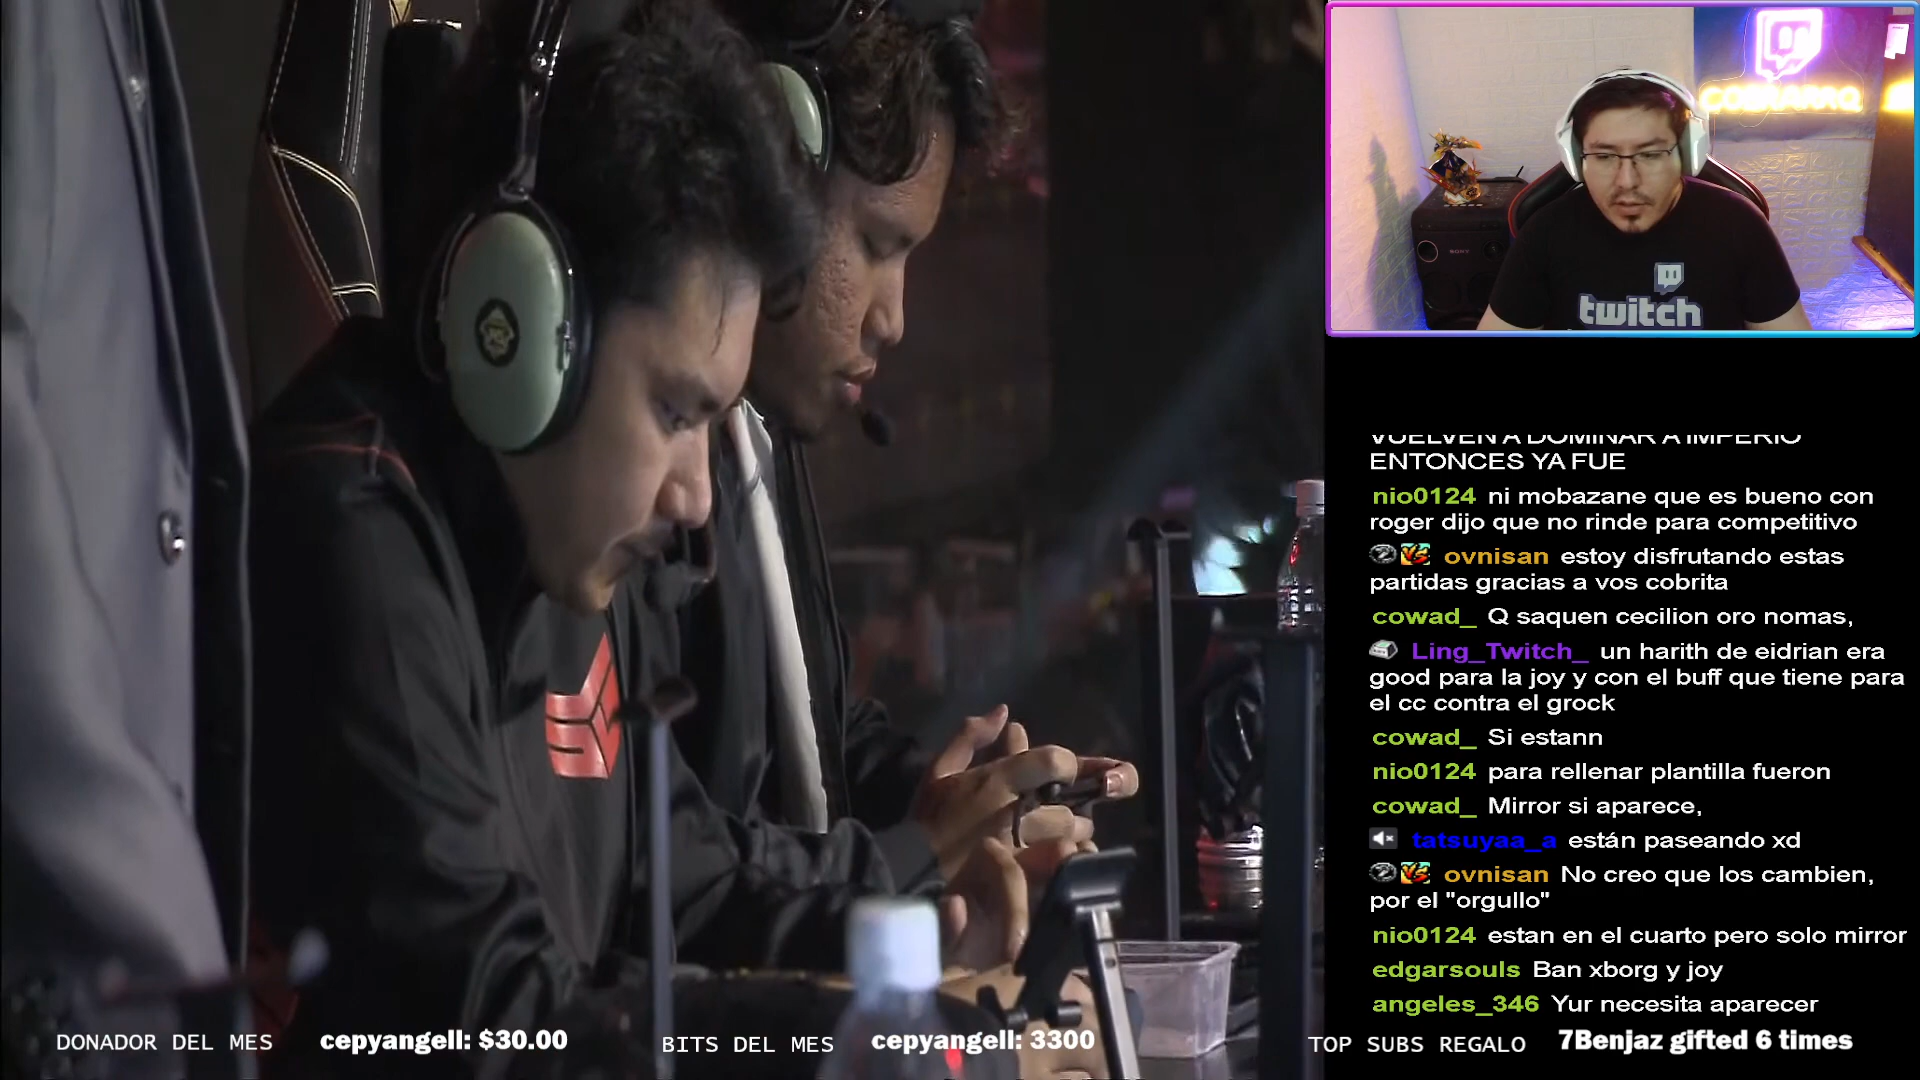 COBRARRQ
SONY
twitch
VUELVEN A DOMINAR A IMPERIO
ENTONCES YA FUE
nio0124 ni mobazane que es bueno con
roger dijo que no rinde para competitivo
ovnisan estoy disfrutando estas
partidas gracias a vos cobrita
cowad_ Q saquen cecilion oro nomas,
Ling_Twitch_ un harith de eidrian era
good para la joy y con el buff que tiene para
el cc contra el grock
cowad_ Si estann
nio0124 para rellenar plantilla fueron
cowad_ Mirror si aparece,
tatsuyaa_a están paseando xd
ovnisan No creo que los cambien,
por el "orgullo"
nio0124 estan en el cuarto pero solo mirror
edgarsouls Ban xborg y joy
angeles_346 Yur necesita aparecer
DONADOR DEL MES cepyangell: $30.00 BITS DEL MES cepyangell: 3300 TOP SUBS REGALO 7Benjaz gifted 6 times